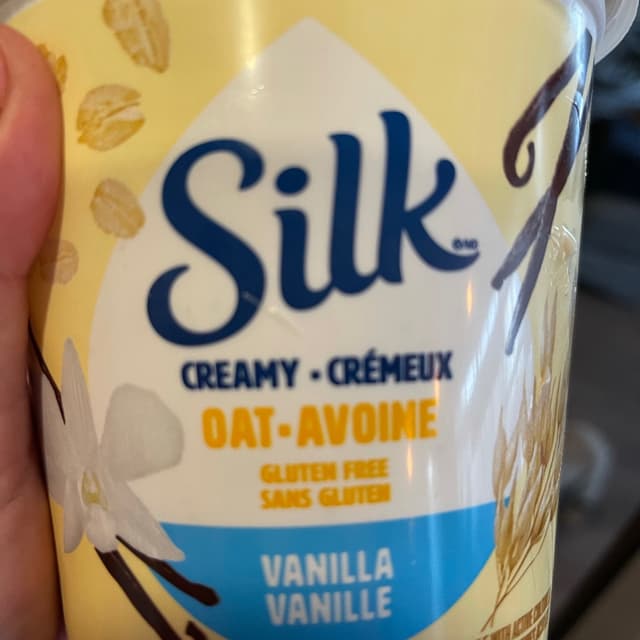 Silk
CREAMY • CRÉMEUX
OAT • AVOINE
GLUTEN FREE
SANS GLUTEN
VANILLA
VANILLE